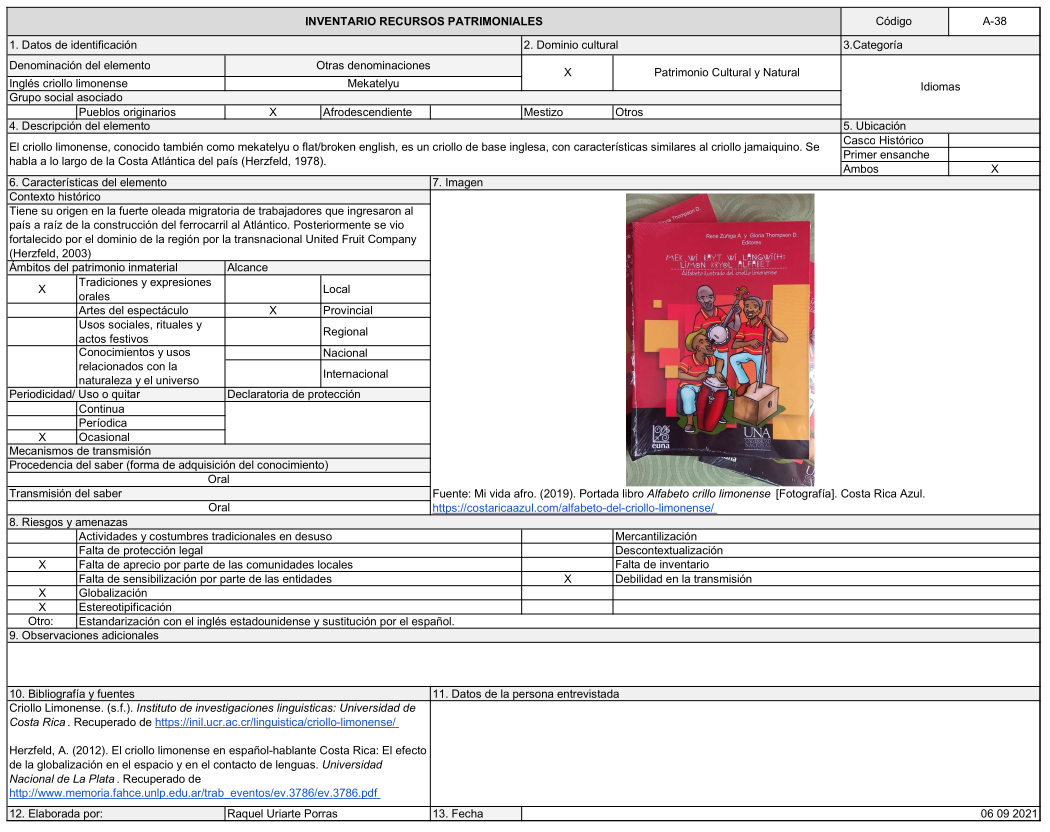 INVENTARIO RECURSOS PATRIMONIALES
Código
A-38
1. Datos de identificación
2. Dominio cultural
3.Categoría
Denominación del elemento
Otras denominaciones
X
Patrimonio Cultural y Natural
Idiomas
Inglés criollo limonense
Mekatelyu
Grupo social asociado
Pueblos originarios
X
Afrodescendiente
Mestizo
Otros
4. Descripción del elemento
5. Ubicación
El criollo limonense, conocido también como mekatelyu o flat/broken english, es un criollo de base inglesa, con características similares al criollo jamaiquino. Se
habla a lo largo de la Costa Atlántica del país (Herzfeld, 1978).
Casco Histórico
Primer ensanche
Ambos
X
6. Características del elemento
7. Imagen
Contexto histórico
Tiene su origen en la fuerte oleada migratoria de trabajadores que ingresaron al
país a raíz de la construcción del ferrocarril al Atlántico. Posteriormente se vio
fortalecido por el dominio de la región por la transnacional United Fruit Company
(Herzfeld, 2003)
Ámbitos del patrimonio inmaterial
Alcance
X
Tradiciones y expresiones
orales
Local
Artes del espectáculo
X
Provincial
Usos sociales, rituales y
actos festivos
Regional
Conocimientos y usos
relacionados con la
naturaleza y el universo
Nacional
Internacional
Periodicidad/ Uso o quitar
Declaratoria de protección
Continua
Períodica
X
Ocasional
Mecanismos de transmisión
Procedencia del saber (forma de adquisición del conocimiento)
Oral
Transmisión del saber
Oral
Gloria Thompson D.
René Zúñiga A. y Gloria Thompson D.
Editores
MEK WI RAYT WI LANGWICH:
LIMON KRYOL ALFABET
Alfabeto ilustrado del criollo limonense
euna
UNA
Fuente: Mi vida afro. (2019). Portada libro Alfabeto crillo limonense [Fotografía]. Costa Rica Azul.
https://costaricaazul.com/alfabeto-del-criollo-limonense/
8. Riesgos y amenazas
Actividades y costumbres tradicionales en desuso
Mercantilización
Falta de protección legal
Descontextualización
X
Falta de aprecio por parte de las comunidades locales
Falta de inventario
Falta de sensibilización por parte de las entidades
X
Debilidad en la transmisión
X
Globalización
X
Estereotipificación
Otro:
Estandarización con el inglés estadounidense y sustitución por el español.
9. Observaciones adicionales
10. Bibliografía y fuentes
11. Datos de la persona entrevistada
Criollo Limonense. (s.f.). Instituto de investigaciones linguisticas: Universidad de
Costa Rica. Recuperado de https://inil.ucr.ac.cr/linguistica/criollo-limonense/
Herzfeld, A. (2012). El criollo limonense en español-hablante Costa Rica: El efecto
de la globalización en el espacio y en el contacto de lenguas. Universidad
Nacional de La Plata. Recuperado de
http://www.memoria.fahce.unlp.edu.ar/trab_eventos/ev.3786/ev.3786.pdf
12. Elaborada por:
Raquel Uriarte Porras
13. Fecha
06 09 2021